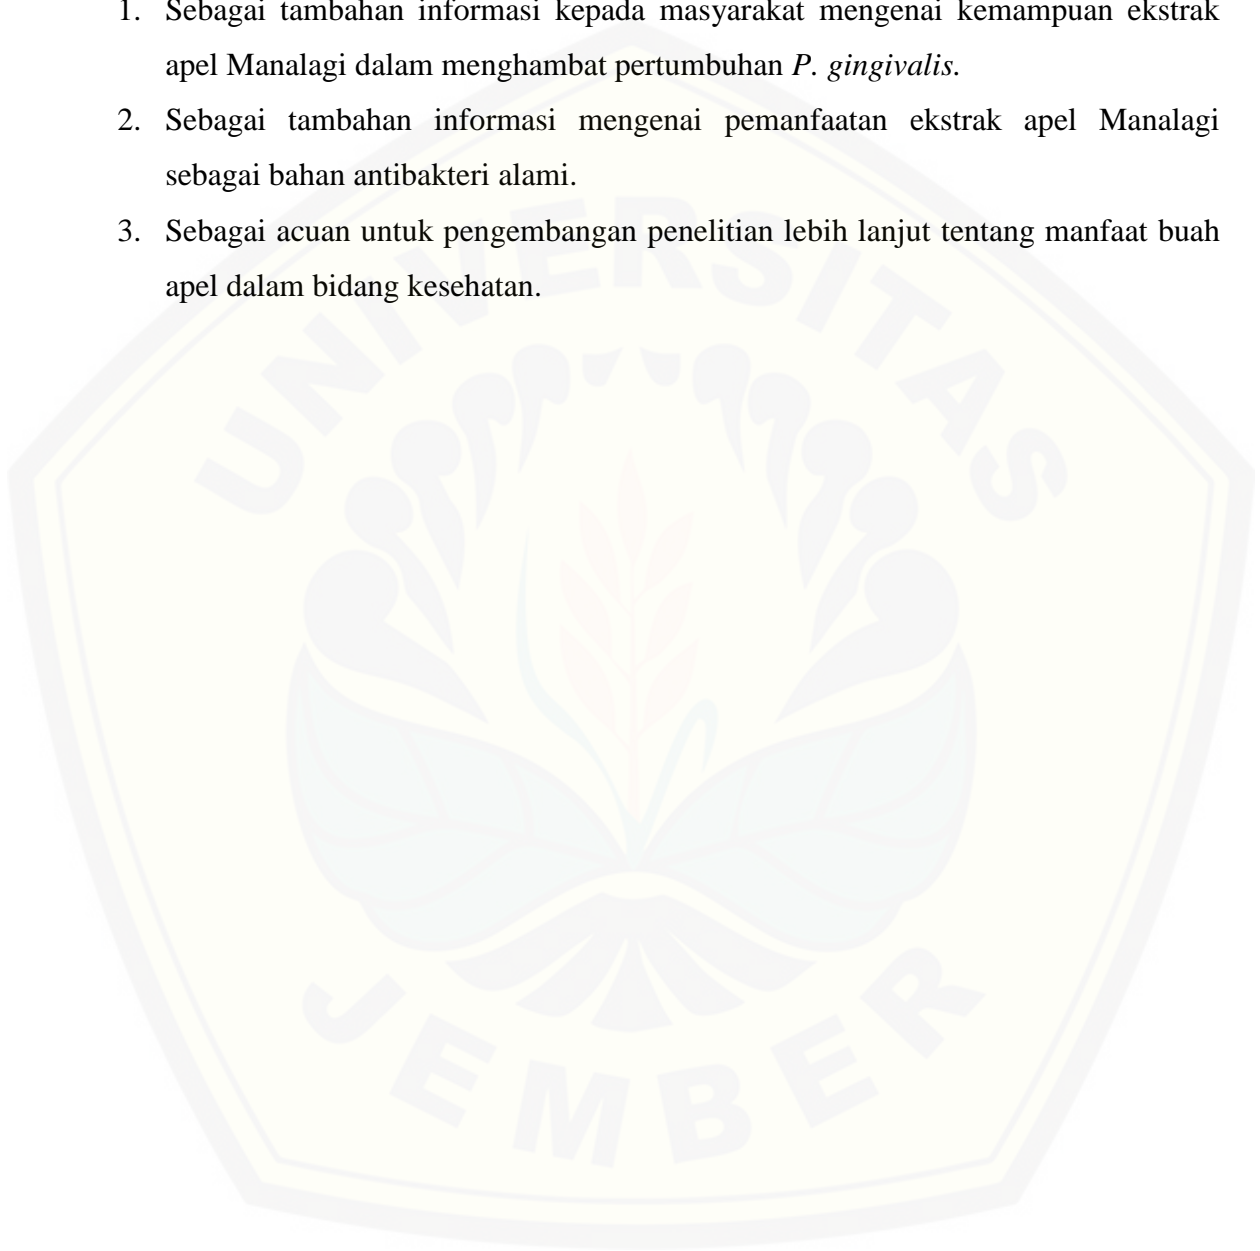 1. Sebagai tambahan informasi kepada masyarakat mengenai kemampuan ekstrak
apel Manalagi dalam menghambat pertumbuhan P. gingivalis.
2. Sebagai tambahan informasi mengenai pemanfaatan ekstrak apel Manalagi
sebagai bahan antibakteri alami.
3. Sebagai acuan untuk pengembangan penelitian lebih lanjut tentang manfaat buah
apel dalam bidang kesehatan.
UNIVERSITAS
JEMBER